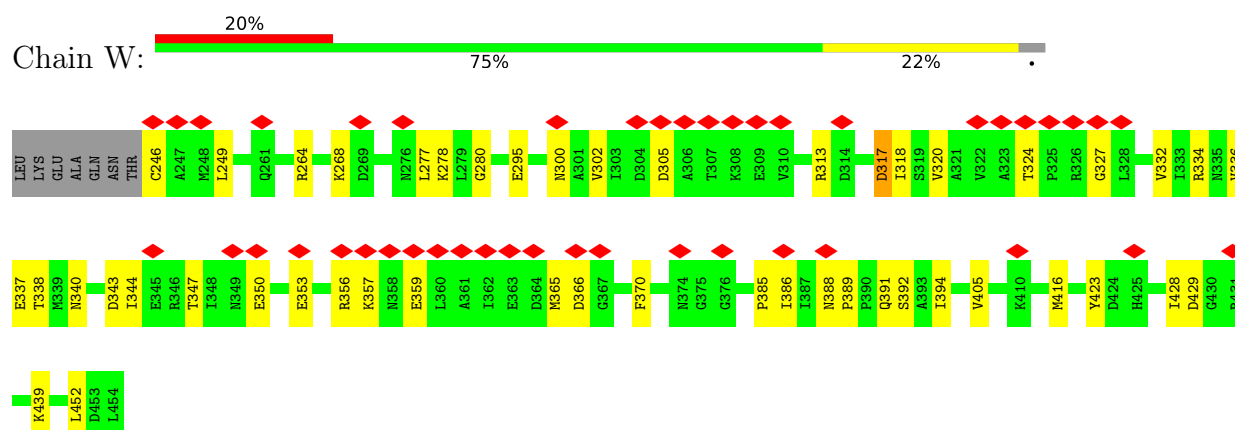 20%
Chain W:
75% 22% •
LEU LYS GLU ALA GLN ASN THR C246 A247 M248 L249 Q261 R264 K268 D269 N276 L277 K278 L279 G280 E295 N300 A301 V302 I303 D304 D305 A306 T307 K308 E309 V310 R313 D314 D317 I318 S319 V320 A321 V322 A323 T324 P325 R326 G327 L328 V332 I333 R334 N335 V336
E337 T338 M339 N340 D343 I344 E345 R346 T347 I348 N349 E350 E353 R356 K357 N358 E359 L360 A361 I362 E363 D364 M365 D366 G367 F370 N374 G375 G376 P385 I386 I387 N388 P389 P390 Q391 S392 A393 I394 V405 K410 M416 Y423 D424 H425 I428 D429 G430 R431
K439 L452 D453 L454